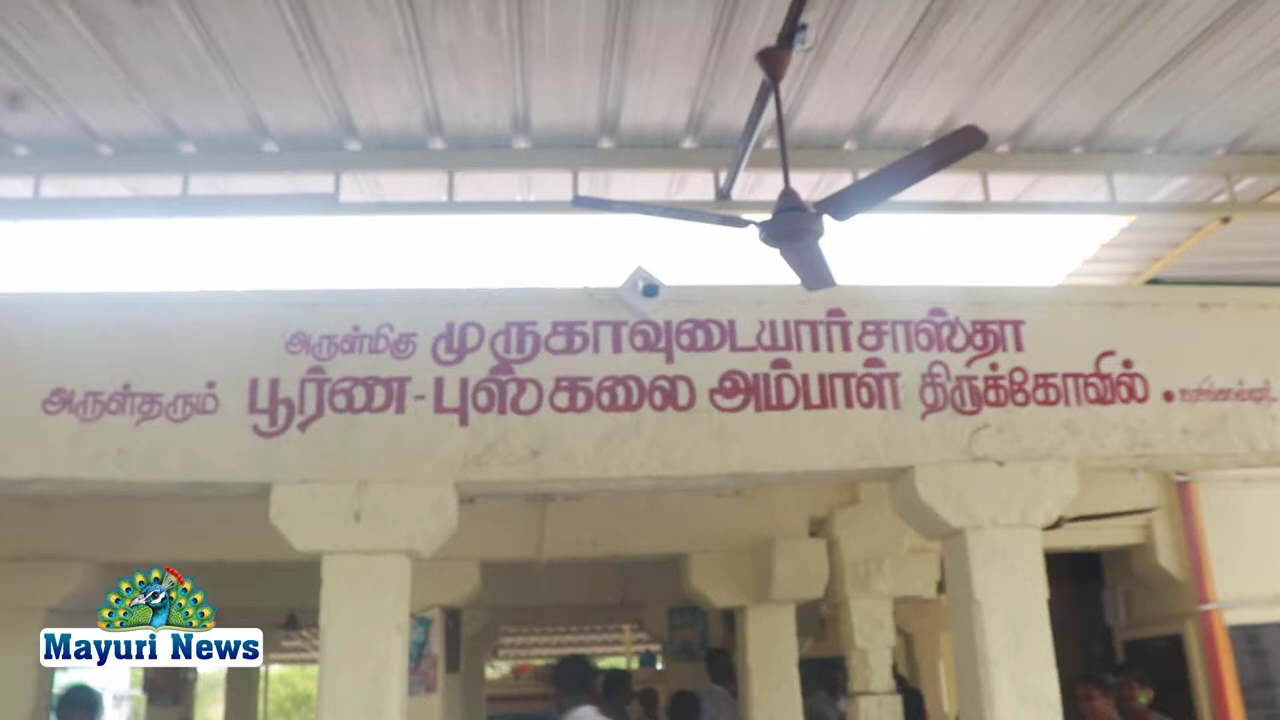 அருள்மிகு முருகாவுடையார்சாஸ்தா
அருள்தரும் பூர்ண-புஸ்கலை அம்பாள் திருக்கோவில்.
Mayuri News